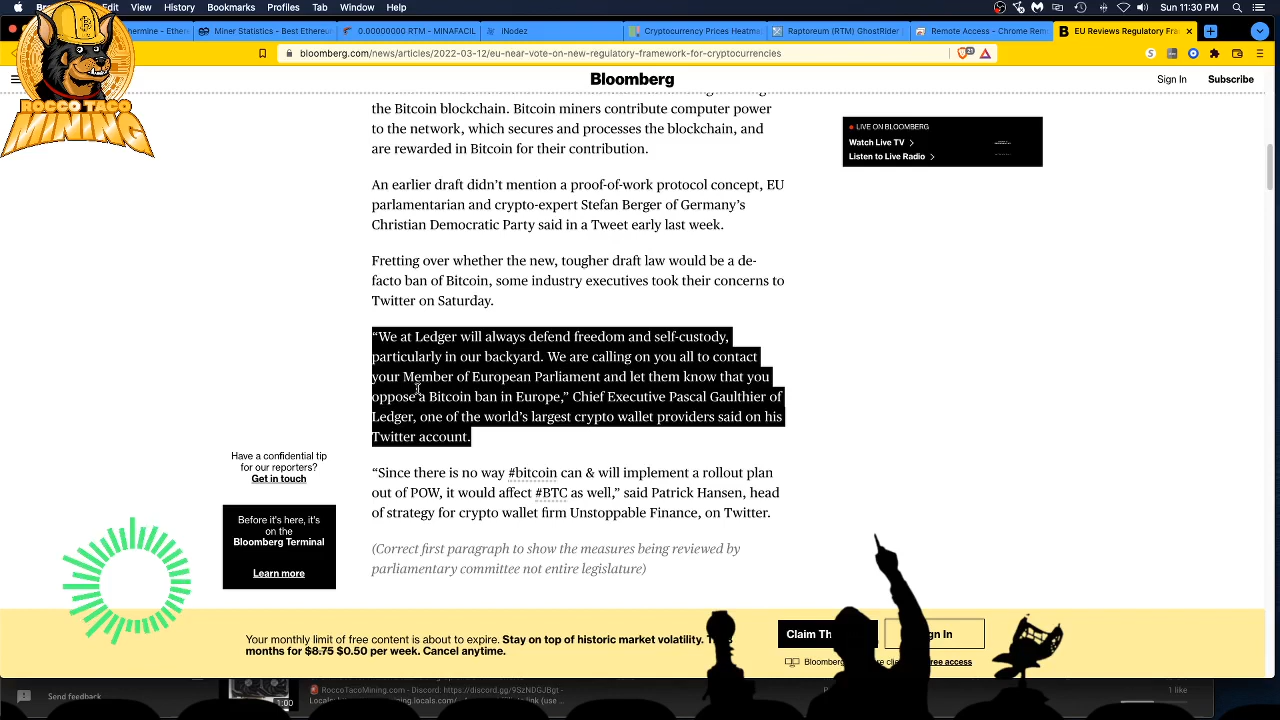 View
History
Bookmarks
Profiles
Tab
Window
Help
SUN 11:30 PM
Miner Statistics - Best Ethereu
0.00000000 RTM - MINAFACIL
iNodez
Cryptocurrency Prices Heatma
Raptoreum (RTM) GhostRider
Remote Access - Chrome Rem
EU Reviews Regulatory Fra
bloomberg.com/news/articles/2022-03-12/eu-near-vote-on-new-regulatory-framework-for-cryptocurrencies
23
ROCCO TACO
MINING
Bloomberg
Sign In
Subscribe
the Bitcoin blockchain. Bitcoin miners contribute computer power
to the network, which secures and processes the blockchain, and
are rewarded in Bitcoin for their contribution.
LIVE ON BLOOMBERG
Watch Live TV >
Listen to Live Radio >
An earlier draft didn’t mention a proof-of-work protocol concept, EU
parlamentarian and crypto-expert Stefan Berger of Germany’s
Christian Democratic Party said in a Tweet early last week.
Fretting over whether the new, tougher draft law would be a de-
facto ban of Bitcoin, some industry executives took their concerns to
Twitter on Saturday.
“We at Ledger will always defend freedom and self-custody,
particularly in our backyard. We are calling on you all to contact
your Member of European Parliament and let them know that you
oppose a Bitcoin ban in Europe,” Chief Executive Pascal Gaulthier of
Ledger, one of the world’s largest crypto wallet providers said on his
Twitter account.
“Since there is no way #bitcoin can & will implement a rollout plan
out of POW, it would affect #BTC as well,” said Patrick Hansen, head
of strategy for crypto wallet firm Unstoppable Finance, on Twitter.
(Correct first paragraph to show the measures being reviewed by
parliamentary committee not entire legislature)
Have a confidential tip
for our reporters?
Get in touch
Before it's here, it's
on the
Bloomberg Terminal
Learn more
Your monthly limit of free content is about to expire. Stay on top of historic market volatility.
months for $8.75 $0.50 per week. Cancel anytime.
Claim
free access
Send feedback
RoccoTacoMining.com - Discord: https://discord.gg/9SzNDGJBgt -
1 like